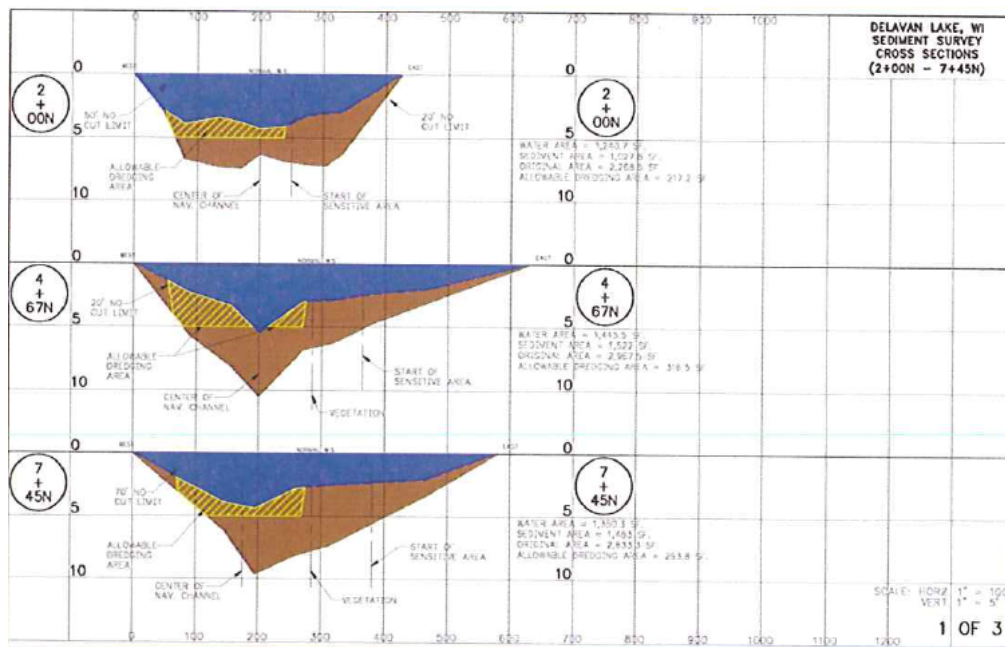 0 100 200 300 400 500 600 700 800 900 1000
DELAVAN LAKE, WI
SEDIMENT SURVEY
CROSS SECTIONS
(2+00N - 7+45N)
WEST
NORMAL W.S.
EAST
0
0
2
+
00N
50' NO
CUT LIMIT
20' NO
CUT LIMIT
2
+
00N
5
5
WATER AREA = 1,240.7 SF.
SEDIMENT AREA = 1,027.8 SF.
ORIGINAL AREA = 2,268.5 SF.
ALLOWABLE DREDGING AREA = 217.2 SF.
ALLOWABLE
DREDGING
AREA
CENTER OF
NAV. CHANNEL
START OF
SENSITIVE AREA
10
10
0
0
WEST
NORMAL W.S.
EAST
4
+
67N
20' NO
CUT LIMIT
4
+
67N
5
5
WATER AREA = 1,445.5 SF.
SEDIMENT AREA = 1,522 SF.
ORIGINAL AREA = 2,967.5 SF.
ALLOWABLE DREDGING AREA = 316.5 SF.
ALLOWABLE
DREDGING
AREA
START OF
SENSITIVE AREA
CENTER OF
NAV. CHANNEL
VEGETATION
10
10
0
0
WEST
NORMAL W.S.
EAST
7
+
45N
70' NO
CUT LIMIT
7
+
45N
5
5
WATER AREA = 1,350.3 SF.
SEDIMENT AREA = 1,483 SF.
ORIGINAL AREA = 2,833.3 SF.
ALLOWABLE DREDGING AREA = 253.8 SF.
ALLOWABLE
DREDGING
AREA
START OF
SENSITIVE AREA
CENTER OF
NAV. CHANNEL
VEGETATION
10
10
SCALE: HORZ 1" = 100
VERT 1" = 5'
1 OF 3
0 100 200 300 400 500 600 700 800 900 1000 1100 1200